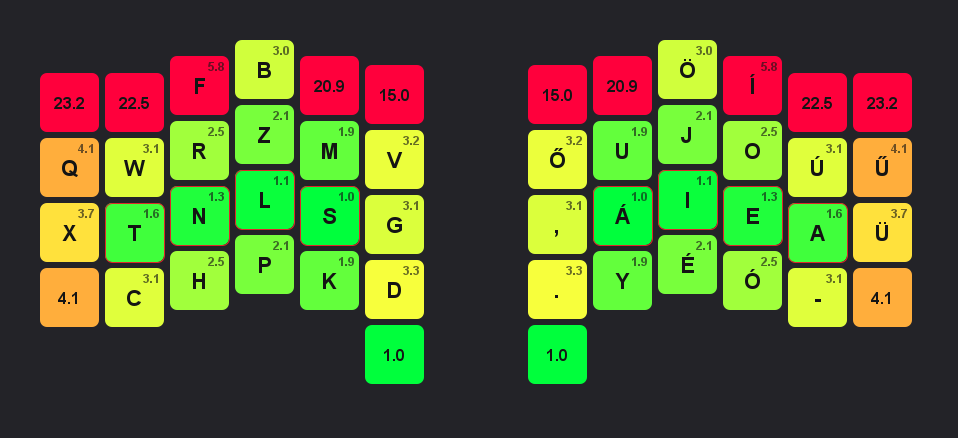 23.2 22.5 F 5.8 B 3.0 20.9 15.0 15.0 20.9 Ö 3.0 Í 5.8 22.5 23.2
Q 4.1 W 3.1 R 2.5 Z 2.1 M 1.9 V 3.2 Ő 3.2 U 1.9 J 2.1 O 2.5 Ú 3.1 Ű 4.1
X 3.7 T 1.6 N 1.3 L 1.1 S 1.0 G 3.1 , 3.1 Á 1.0 I 1.1 E 1.3 A 1.6 Ü 3.7
4.1 C 3.1 H 2.5 P 2.1 K 1.9 D 3.3 . 3.3 Y 1.9 É 2.1 Ó 2.5 - 3.1 4.1
1.0 1.0